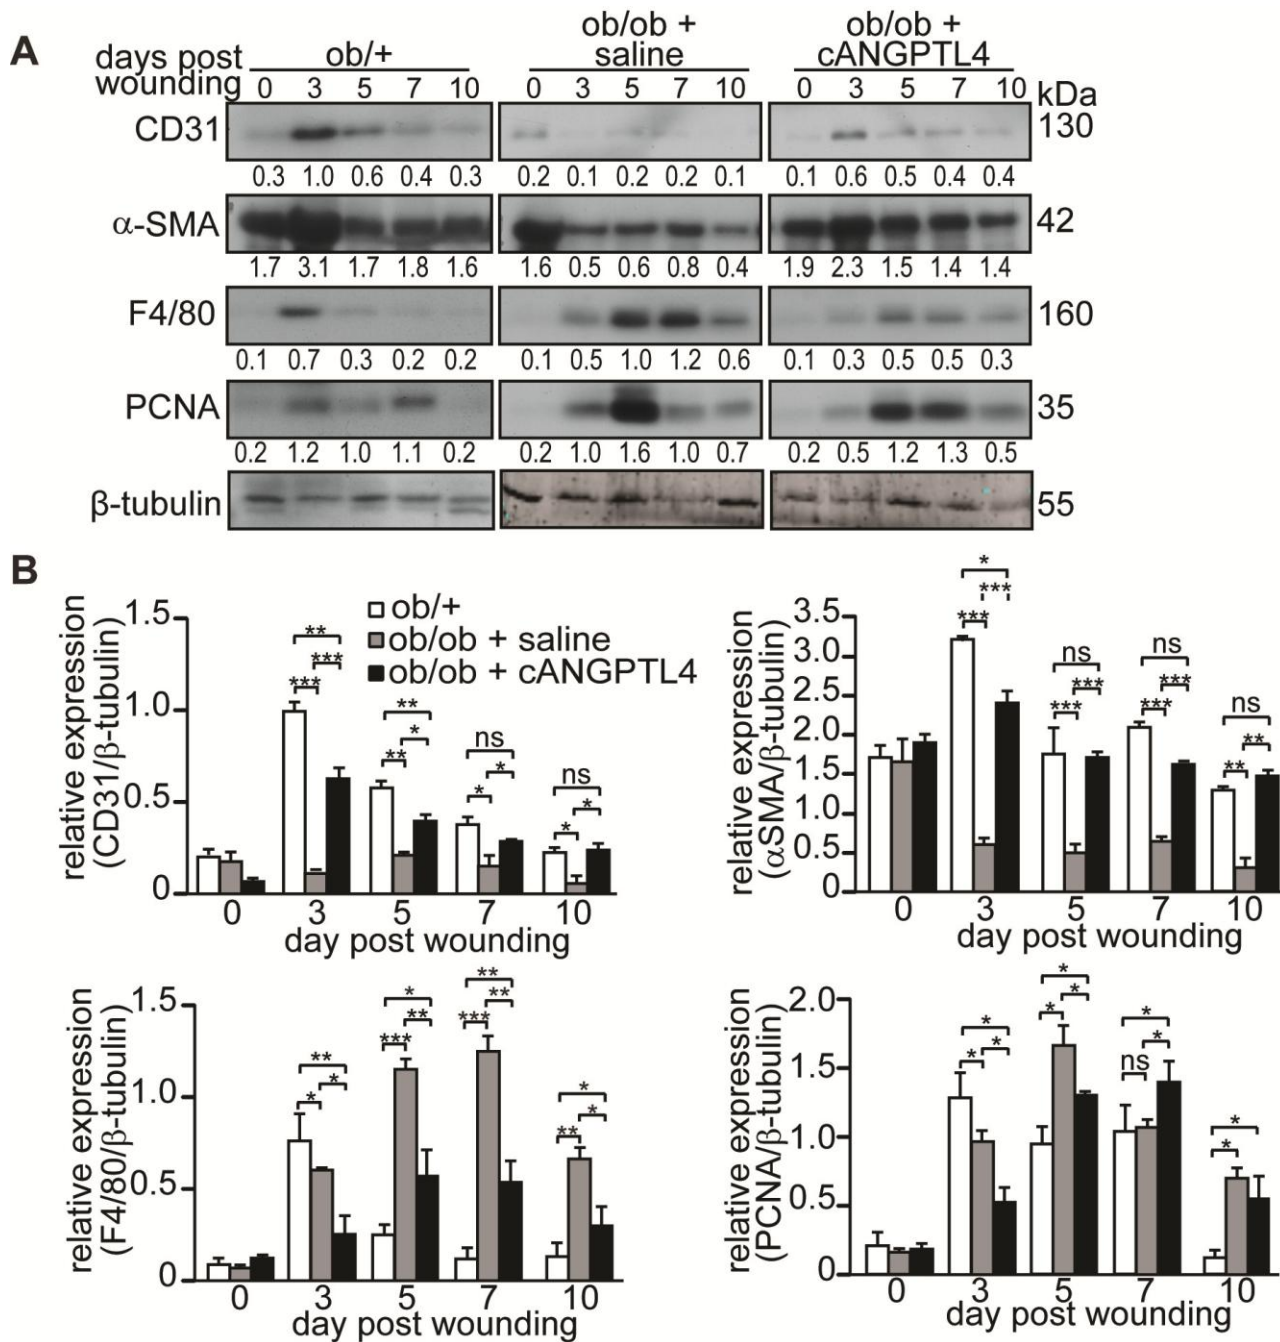 A
days post
wounding
ob/+
ob/ob +
saline
ob/ob +
cANGPTL4
0 3 5 7 10
0 3 5 7 10
0 3 5 7 10
kDa
CD31
130
0.3 1.0 0.6 0.4 0.3
0.2 0.1 0.2 0.2 0.1
0.1 0.6 0.5 0.4 0.4
α-SMA
42
1.7 3.1 1.7 1.8 1.6
1.6 0.5 0.6 0.8 0.4
1.9 2.3 1.5 1.4 1.4
F4/80
160
0.1 0.7 0.3 0.2 0.2
0.1 0.5 1.0 1.2 0.6
0.1 0.3 0.5 0.5 0.3
PCNA
35
0.2 1.2 1.0 1.1 0.2
0.2 1.0 1.6 1.0 0.7
0.2 0.5 1.2 1.3 0.5
β-tubulin
55
B
ob/+
ob/ob + saline
ob/ob + cANGPTL4
relative expression
(CD31/β-tubulin)
1.5
1.0
0.5
0
** *** ***
** * **
ns * *
ns * *
0 3 5 7 10
day post wounding
relative expression
(αSMA/β-tubulin)
3.5
3.0
2.5
2.0
1.5
1.0
0.5
0
* *** ***
ns *** ***
ns *** ***
ns ** **
0 3 5 7 10
day post wounding
relative expression
(F4/80/β-tubulin)
1.5
1.0
0.5
0
** * *
* ** ***
** ** ***
* * **
0 3 5 7 10
day post wounding
relative expression
(PCNA/β-tubulin)
2.0
1.5
1.0
0.5
0
* * *
* * *
* * ns
* *
0 3 5 7 10
day post wounding